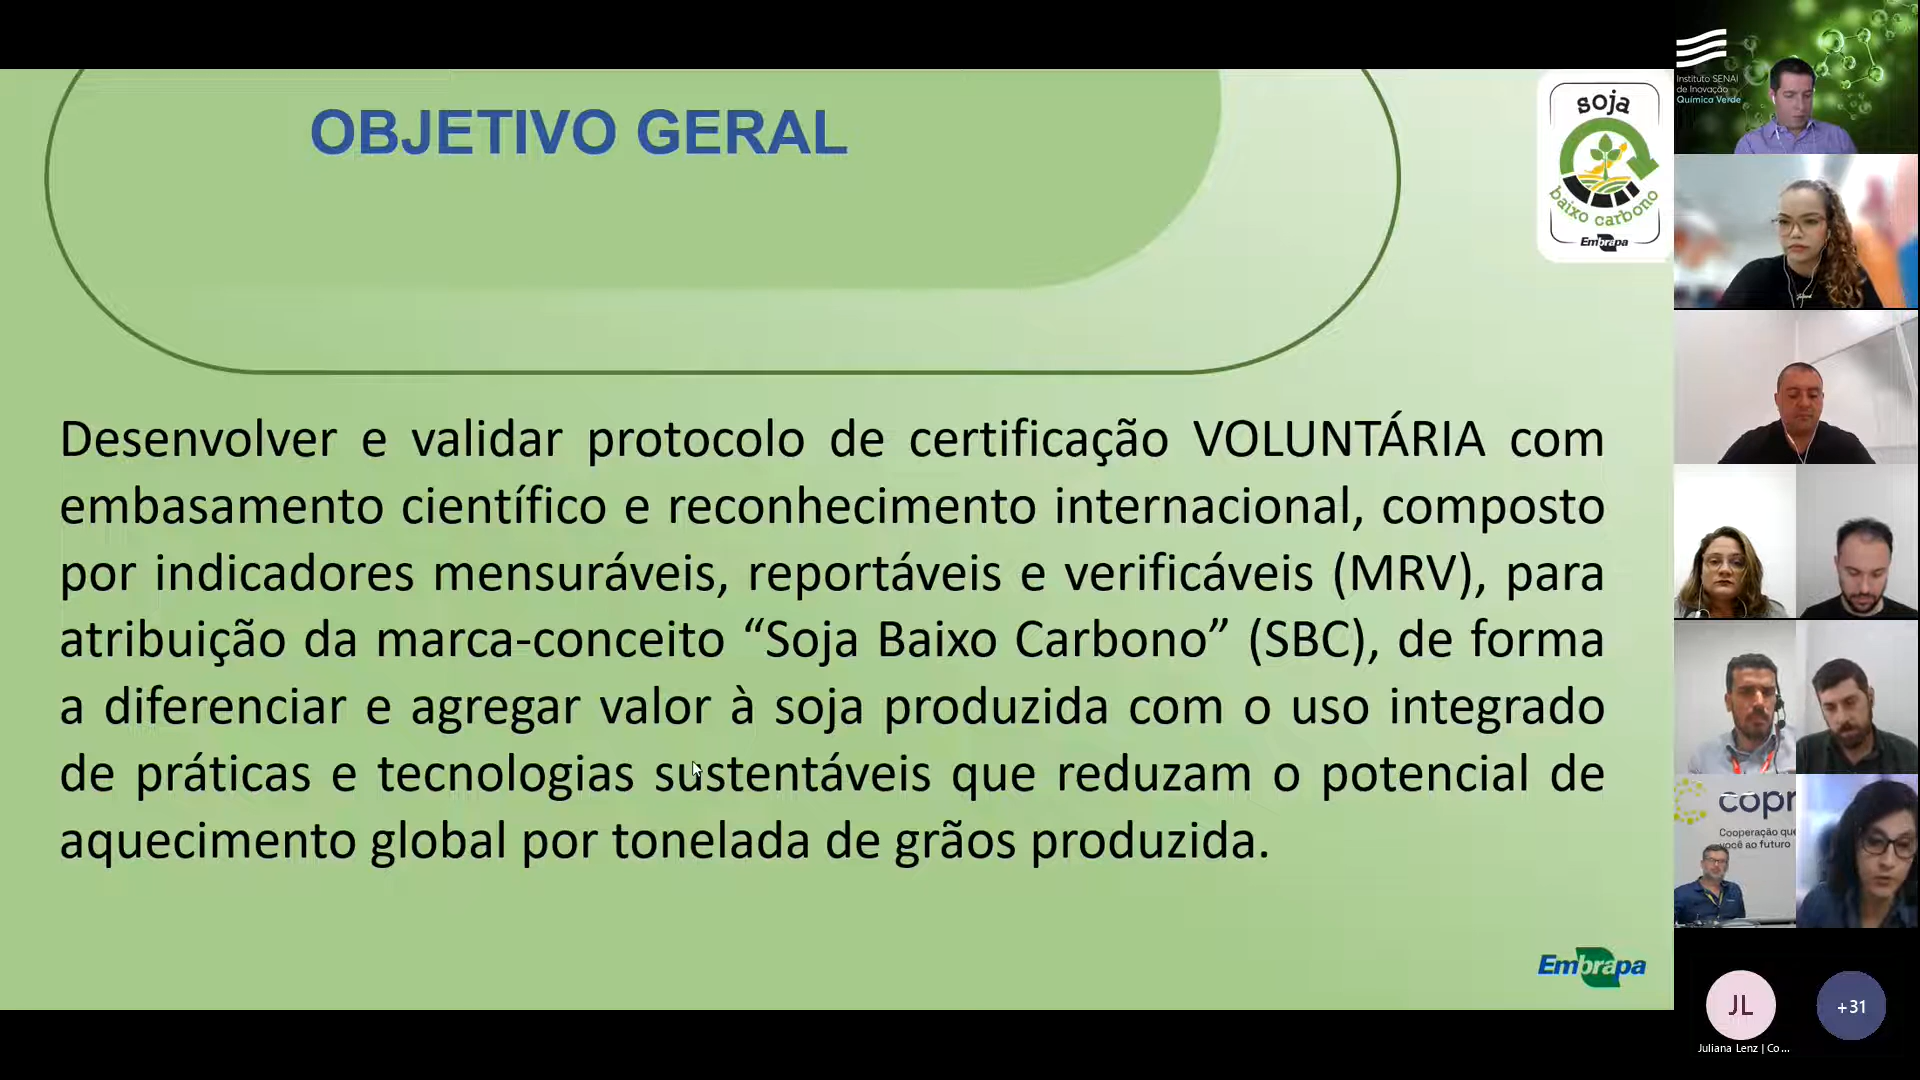 OBJETIVO GERAL
soja
baixo carbono
Embrapa
Desenvolver e validar protocolo de certificação VOLUNTÁRIA com
embasamento científico e reconhecimento internacional, composto
por indicadores mensuráveis, reportáveis e verificáveis (MRV), para
atribuição da marca-conceito “Soja Baixo Carbono” (SBC), de forma
a diferenciar e agregar valor à soja produzida com o uso integrado
de práticas e tecnologias sustentáveis que reduzam o potencial de
aquecimento global por tonelada de grãos produzida.
Embrapa
Instituto SENAI
de Inovação
Química Verde
copr
Cooperação que
você ao futuro
JL
+31
Juliana Lenz | Co...